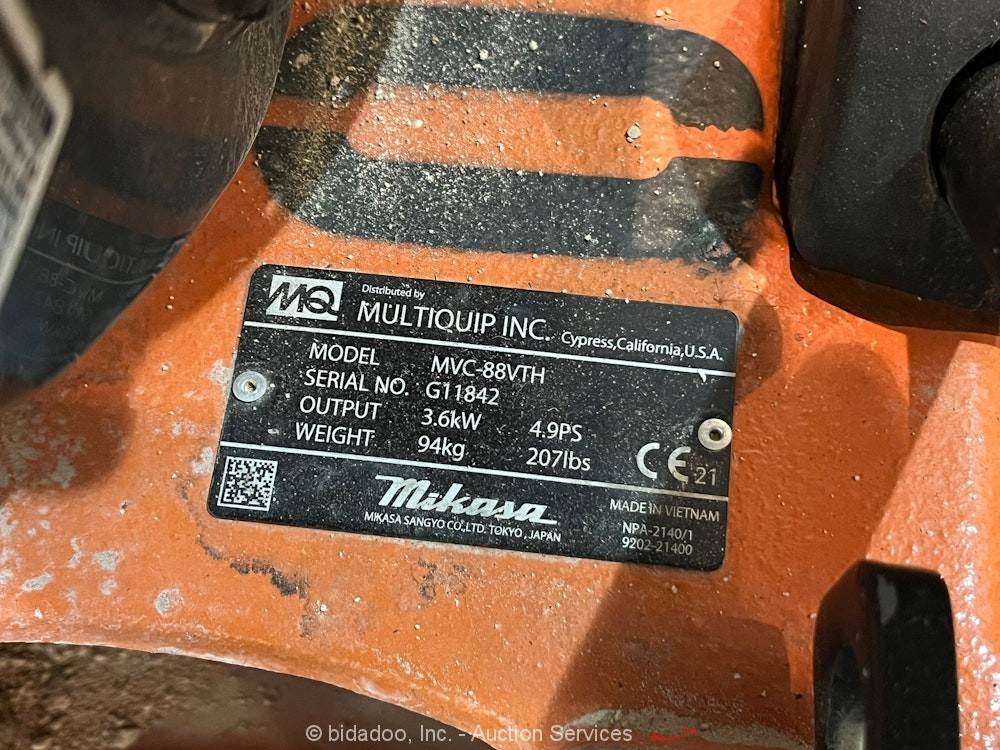 MQ Distributed by
MULTIQUIP INC. Cypress,California,U.S.A.
MODEL MVC-88VTH
SERIAL NO. G11842
OUTPUT 3.6kW 4.9PS
WEIGHT 94kg 207lbs
CE 21
Mikasa
MIKASA SANGYO CO.,LTD. TOKYO, JAPAN
MADE IN VIETNAM
NPA-2140/1
9202-21400
© bidadoo, Inc. - Auction Services